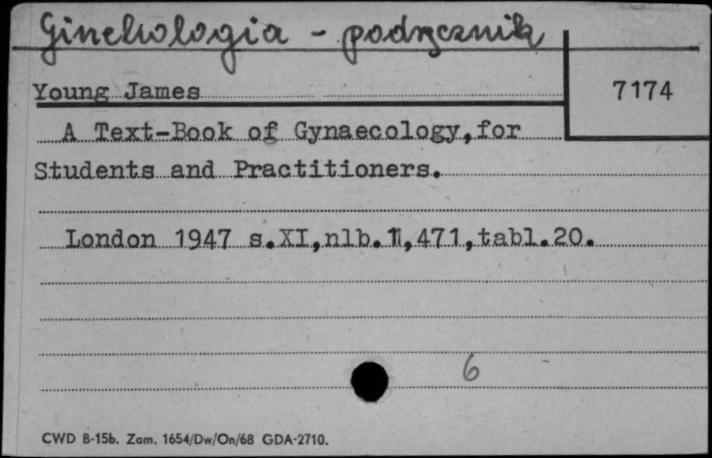 Ginekologia - podręcznik
Young James
7174
A Text-Book of Gynaecology, for
Students and Practitioners.
London 1947 s.XI,nlb.1,471,tabl.20.
6
CWD B-15b. Zam. 1654/Dw/On/68 GDA-2710.